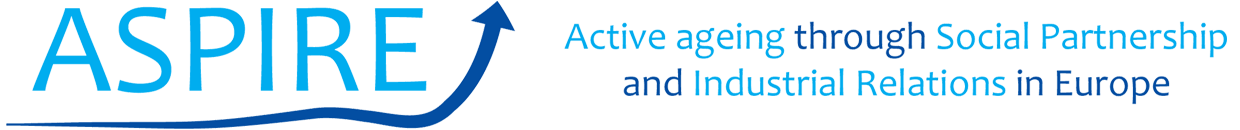 ASPIRE
Active ageing through Social Partnership
and Industrial Relations in Europe